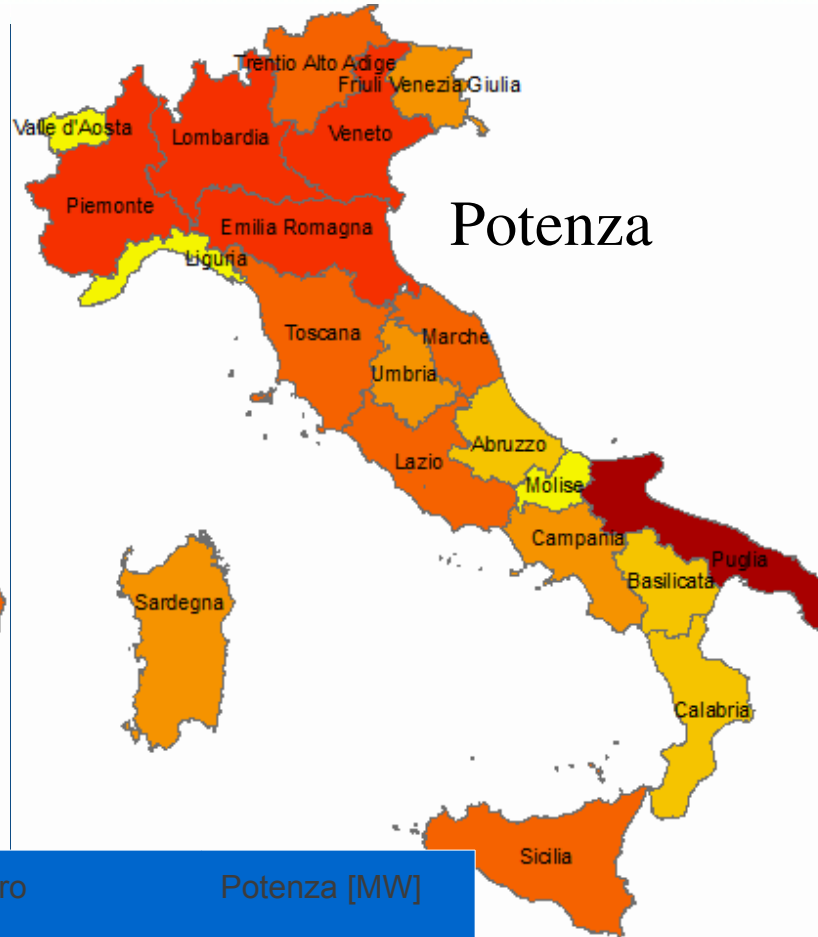 Trentio Alto Adige
Friuli Venezia Giulia
Valle d'Aosta
Lombardia
Veneto
Piemonte
Emilia Romagna
Potenza
Liguria
Toscana
Marche
Umbria
Abruzzo
Lazio
Molise
Campania
Puglia
Basilicata
Sardegna
Calabria
Sicilia
ro Potenza [MW]